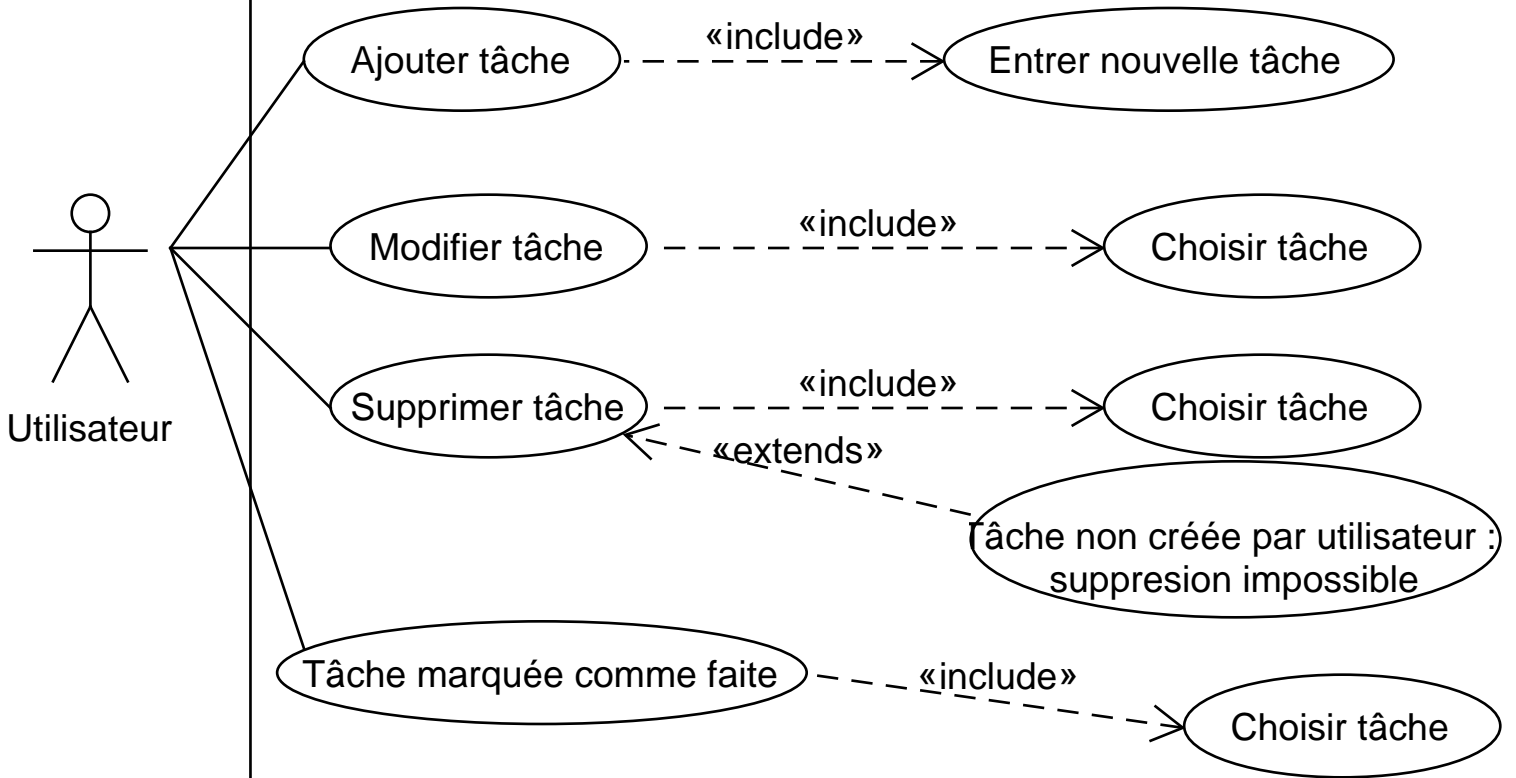 Ajouter tâche
«include»
Entrer nouvelle tâche
Modifier tâche
«include»
Choisir tâche
Utilisateur
Supprimer tâche
«include»
Choisir tâche
«extends»
Tâche non créée par utilisateur :
suppresion impossible
Tâche marquée comme faite
«include»
Choisir tâche